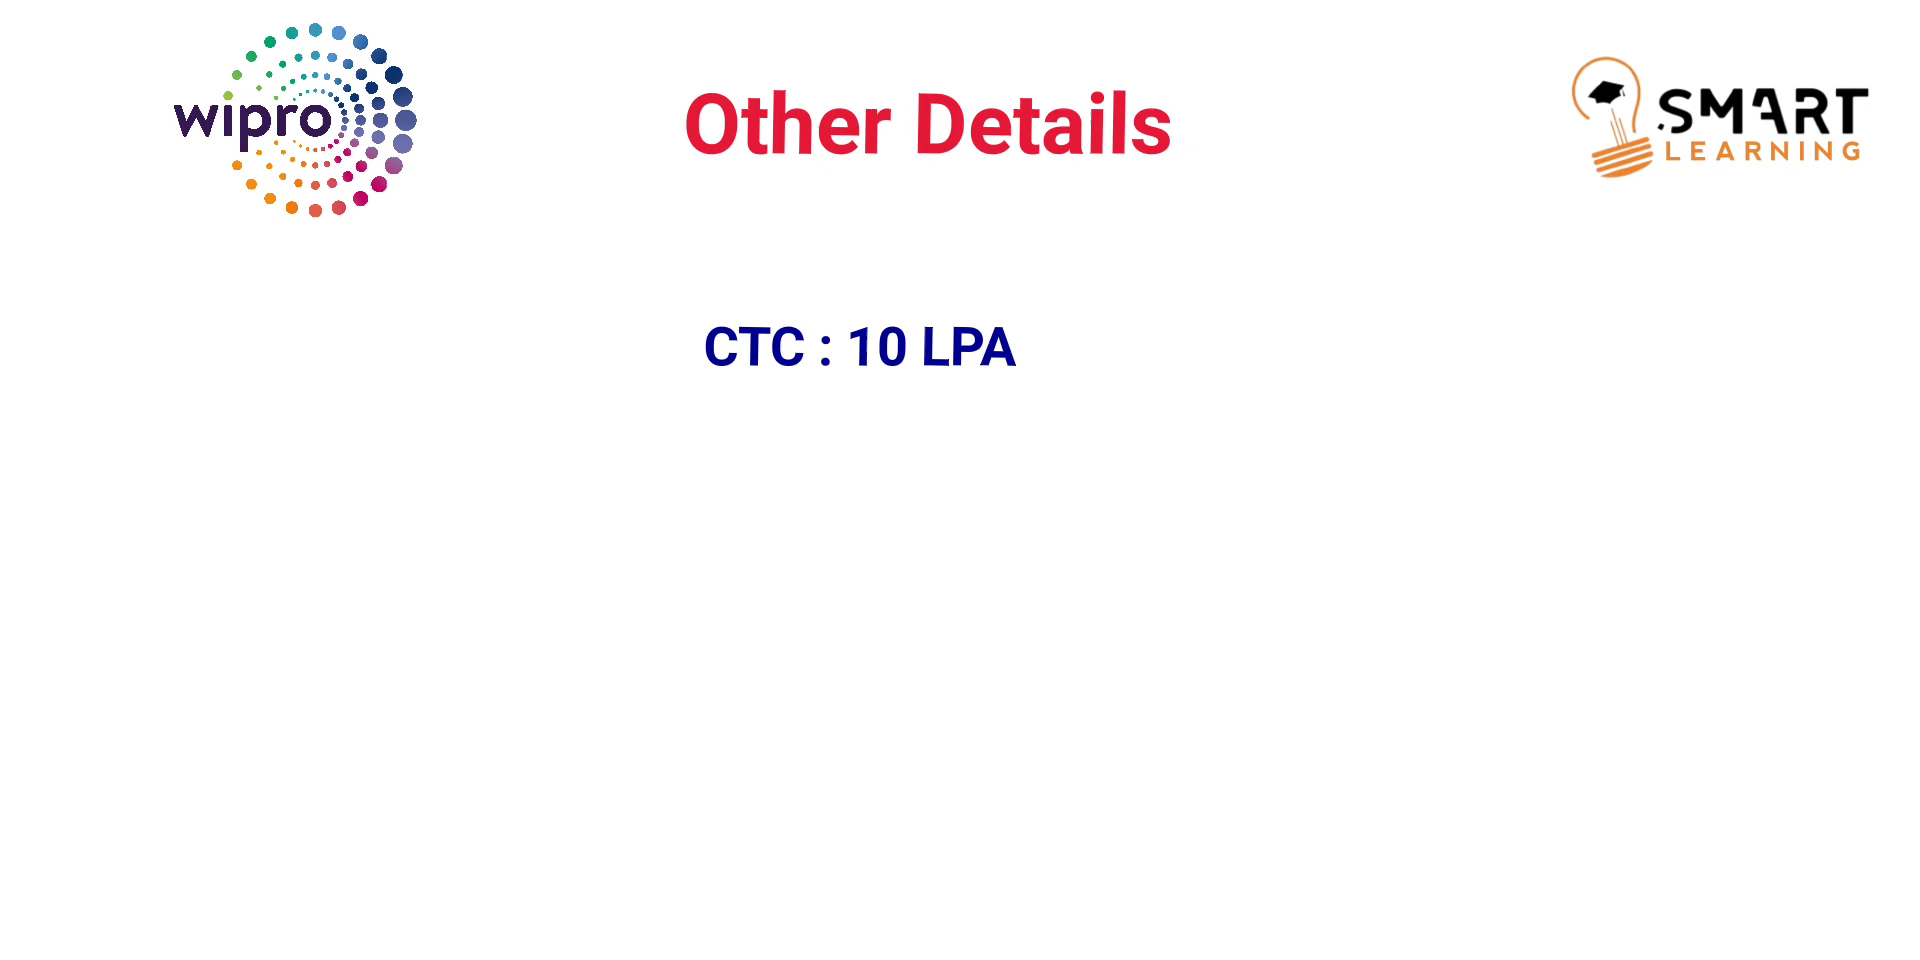 wipro
Other Details
SMART
LEARNING
CTC : 10 LPA